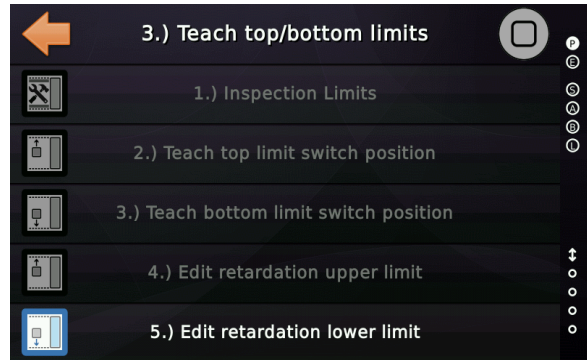 3.) Teach top/bottom limits
P
E
1.) Inspection Limits
S
A
B
2.) Teach top limit switch position
L
3.) Teach bottom limit switch position
4.) Edit retardation upper limit
5.) Edit retardation lower limit